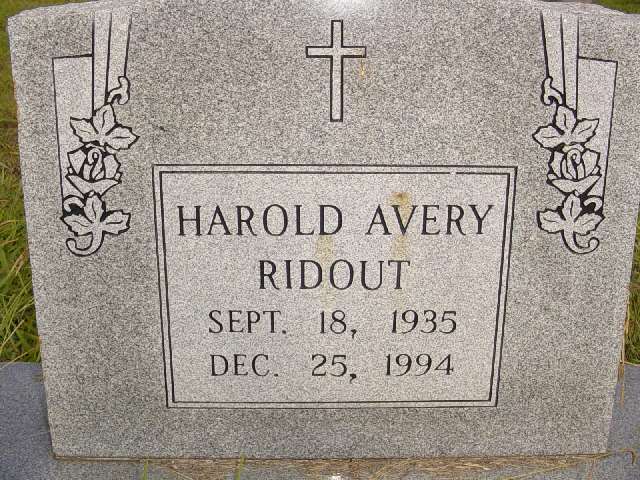 HAROLD AVERY
RIDOUT
SEPT. 18, 1935
DEC. 25, 1994